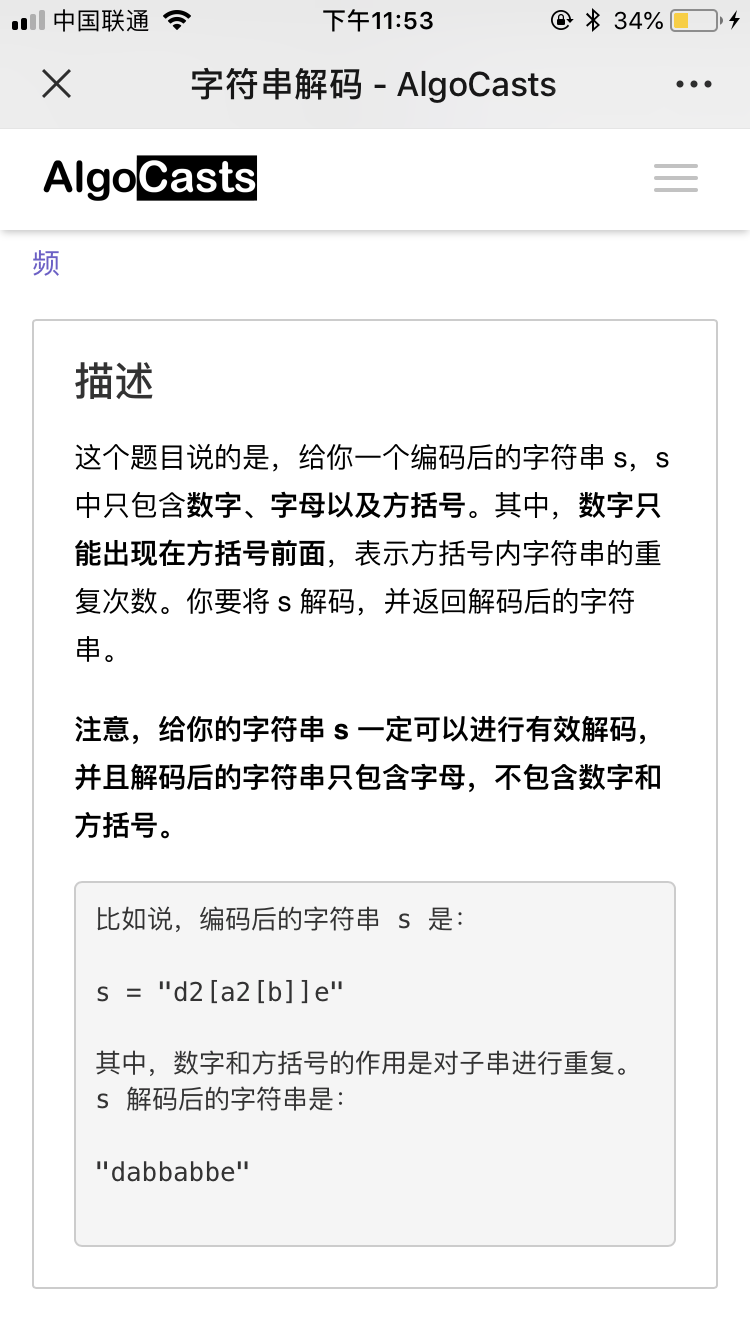 中国联通 下午11:53 34%
字符串解码 - AlgoCasts
AlgoCasts
频
描述
这个题目说的是，给你一个编码后的字符串 s，s
中只包含数字、字母以及方括号。其中，数字只
能出现在方括号前面，表示方括号内字符串的重
复次数。你要将 s 解码，并返回解码后的字符
串。
注意，给你的字符串 s 一定可以进行有效解码，
并且解码后的字符串只包含字母，不包含数字和
方括号。
比如说，编码后的字符串 s 是：
s = "d2[a2[b]]e"
其中，数字和方括号的作用是对子串进行重复。
s 解码后的字符串是：
"dabbabbe"